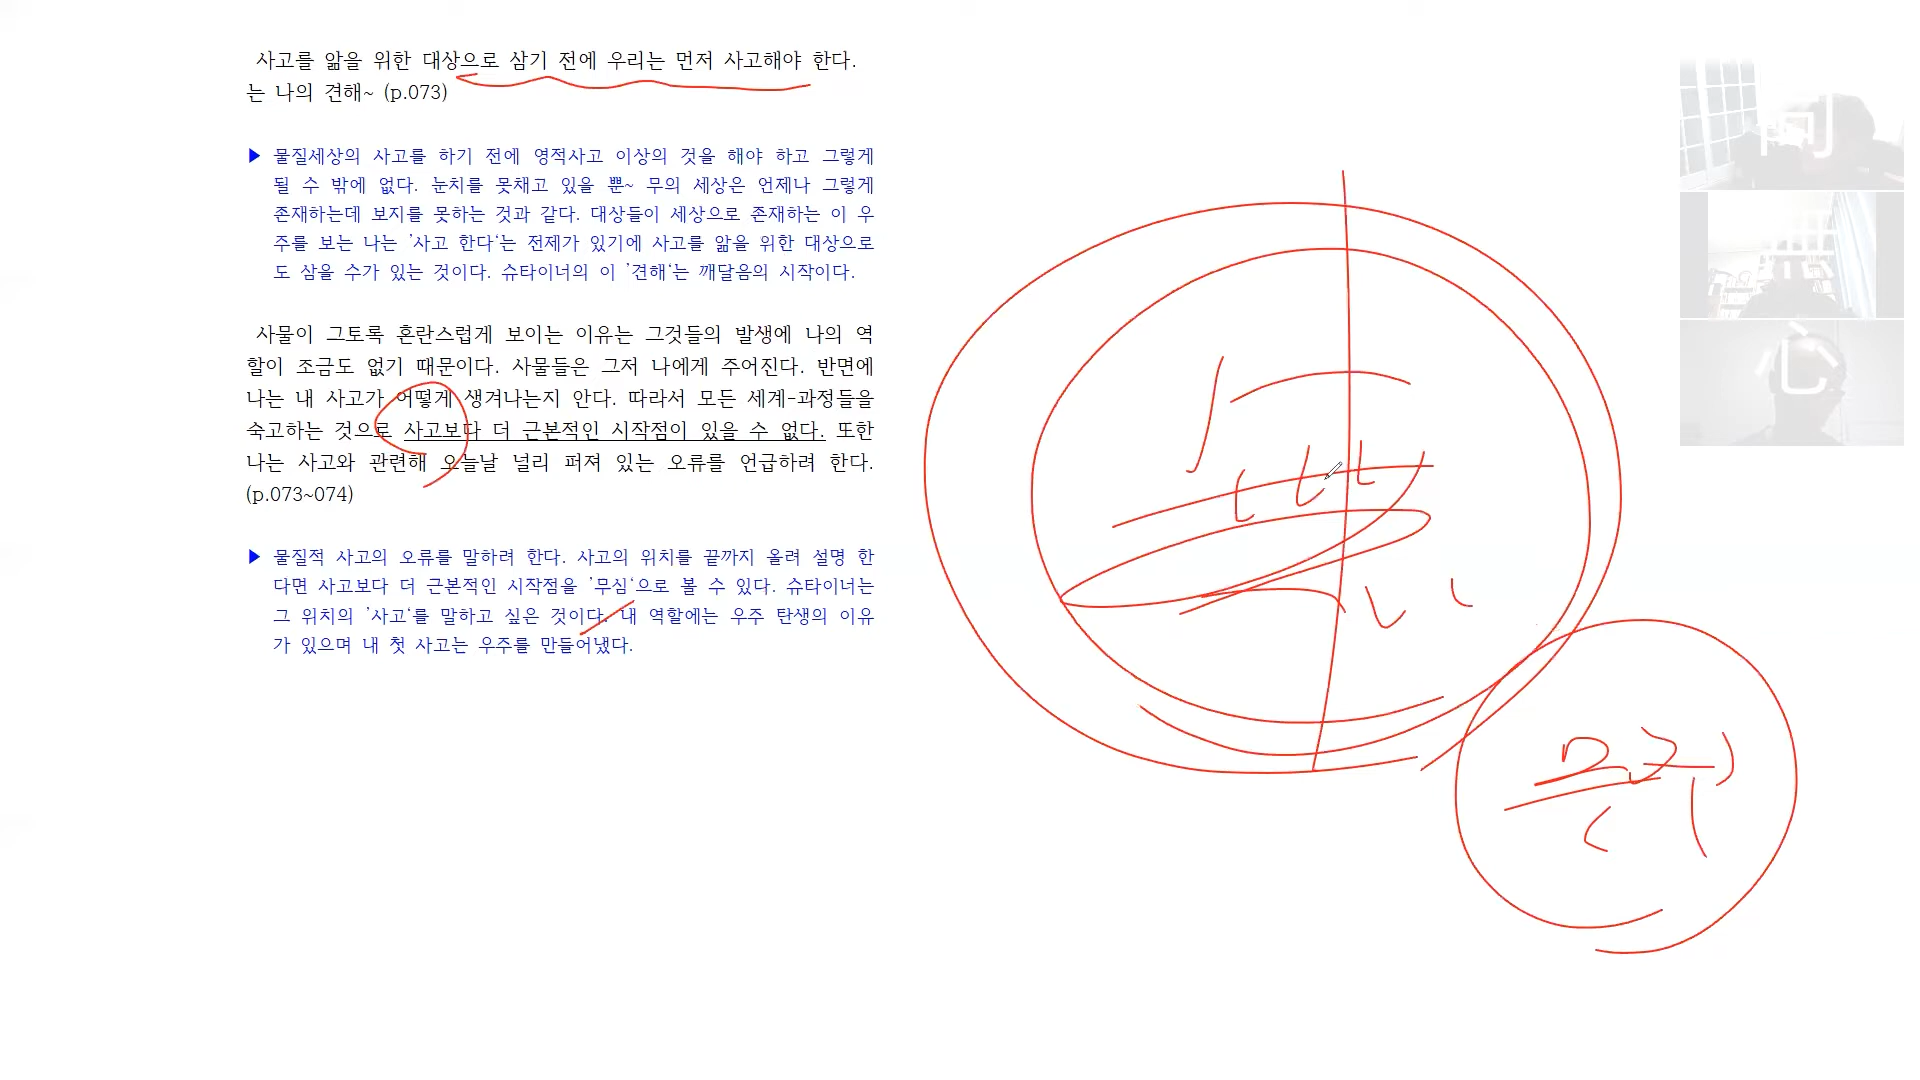 사고를 앎을 위한 대상으로 삼기 전에 우리는 먼저 사고해야 한다.
는 나의 견해~ (p.073)
▶ 물질세상의 사고를 하기 전에 영적사고 이상의 것을 해야 하고 그렇게
될 수 밖에 없다. 눈치를 못채고 있을 뿐~ 무의 세상은 언제나 그렇게
존재하는데 보지를 못하는 것과 같다. 대상들이 세상으로 존재하는 이 우
주를 보는 나는 '사고 한다'는 전제가 있기에 사고를 앎을 위한 대상으로
도 삼을 수가 있는 것이다. 슈타이너의 이 '견해'는 깨달음의 시작이다.
사물이 그토록 혼란스럽게 보이는 이유는 그것들의 발생에 나의 역
할이 조금도 없기 때문이다. 사물들은 그저 나에게 주어진다. 반면에
나는 내 사고가 어떻게 생겨나는지 안다. 따라서 모든 세계-과정들을
숙고하는 것으로 사고보다 더 근본적인 시작점이 있을 수 없다. 또한
나는 사고와 관련해 오늘날 널리 퍼져 있는 오류를 언급하려 한다.
(p.073~074)
▶ 물질적 사고의 오류를 말하려 한다. 사고의 위치를 끝까지 올려 설명 한
다면 사고보다 더 근본적인 시작점을 '무심'으로 볼 수 있다. 슈타이너는
그 위치의 '사고'를 말하고 싶은 것이다. 내 역할에는 우주 탄생의 이유
가 있으며 내 첫 사고는 우주를 만들어냈다.
心